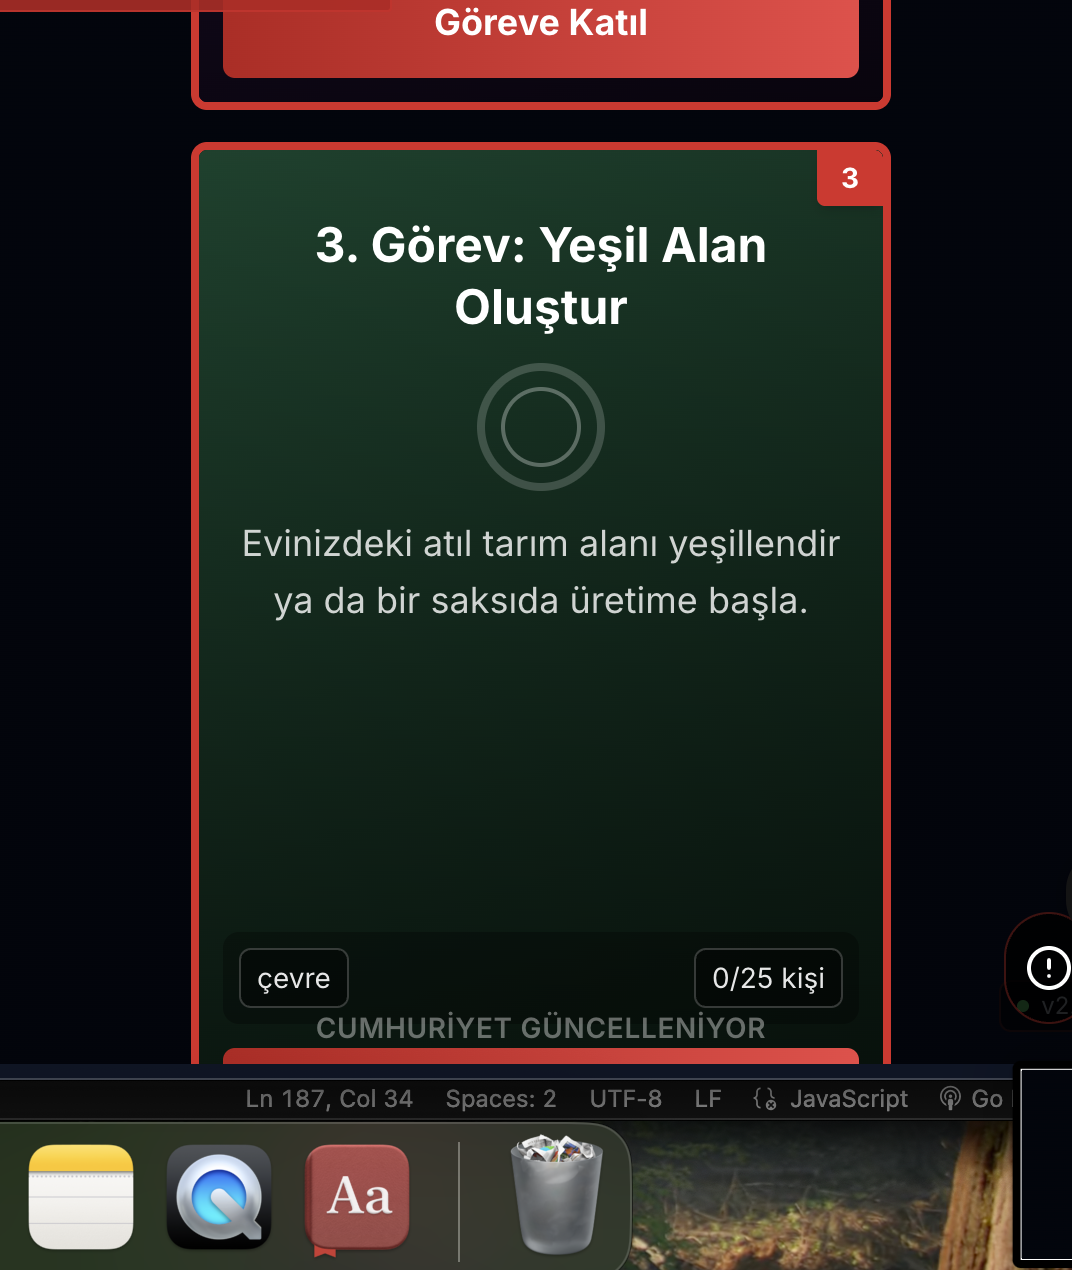 Göreve Katıl
3
3. Görev: Yeşil Alan
Oluştur
Evinizdeki atıl tarım alanı yeşillendir
ya da bir saksıda üretime başla.
çevre
0/25 kişi
CUMHURİYET GÜNCELLENİYOR
v2
Ln 187, Col 34
Spaces: 2
UTF-8
LF
JavaScript
Go
Aa